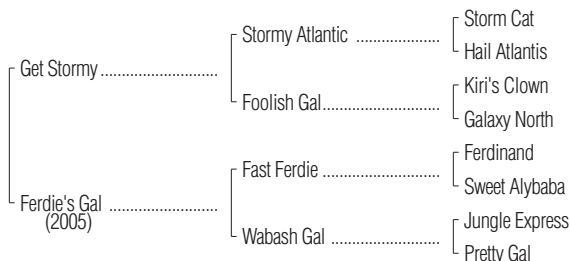 Storm Cat
Stormy Atlantic ....................
Hail Atlantis
Get Stormy ............................
Kiri's Clown
Foolish Gal ..........................
Galaxy North
Ferdinand
Fast Ferdie ............................
Sweet Alybaba
Ferdie's Gal ..........................
(2005)
Jungle Express
Wabash Gal ..........................
Pretty Gal